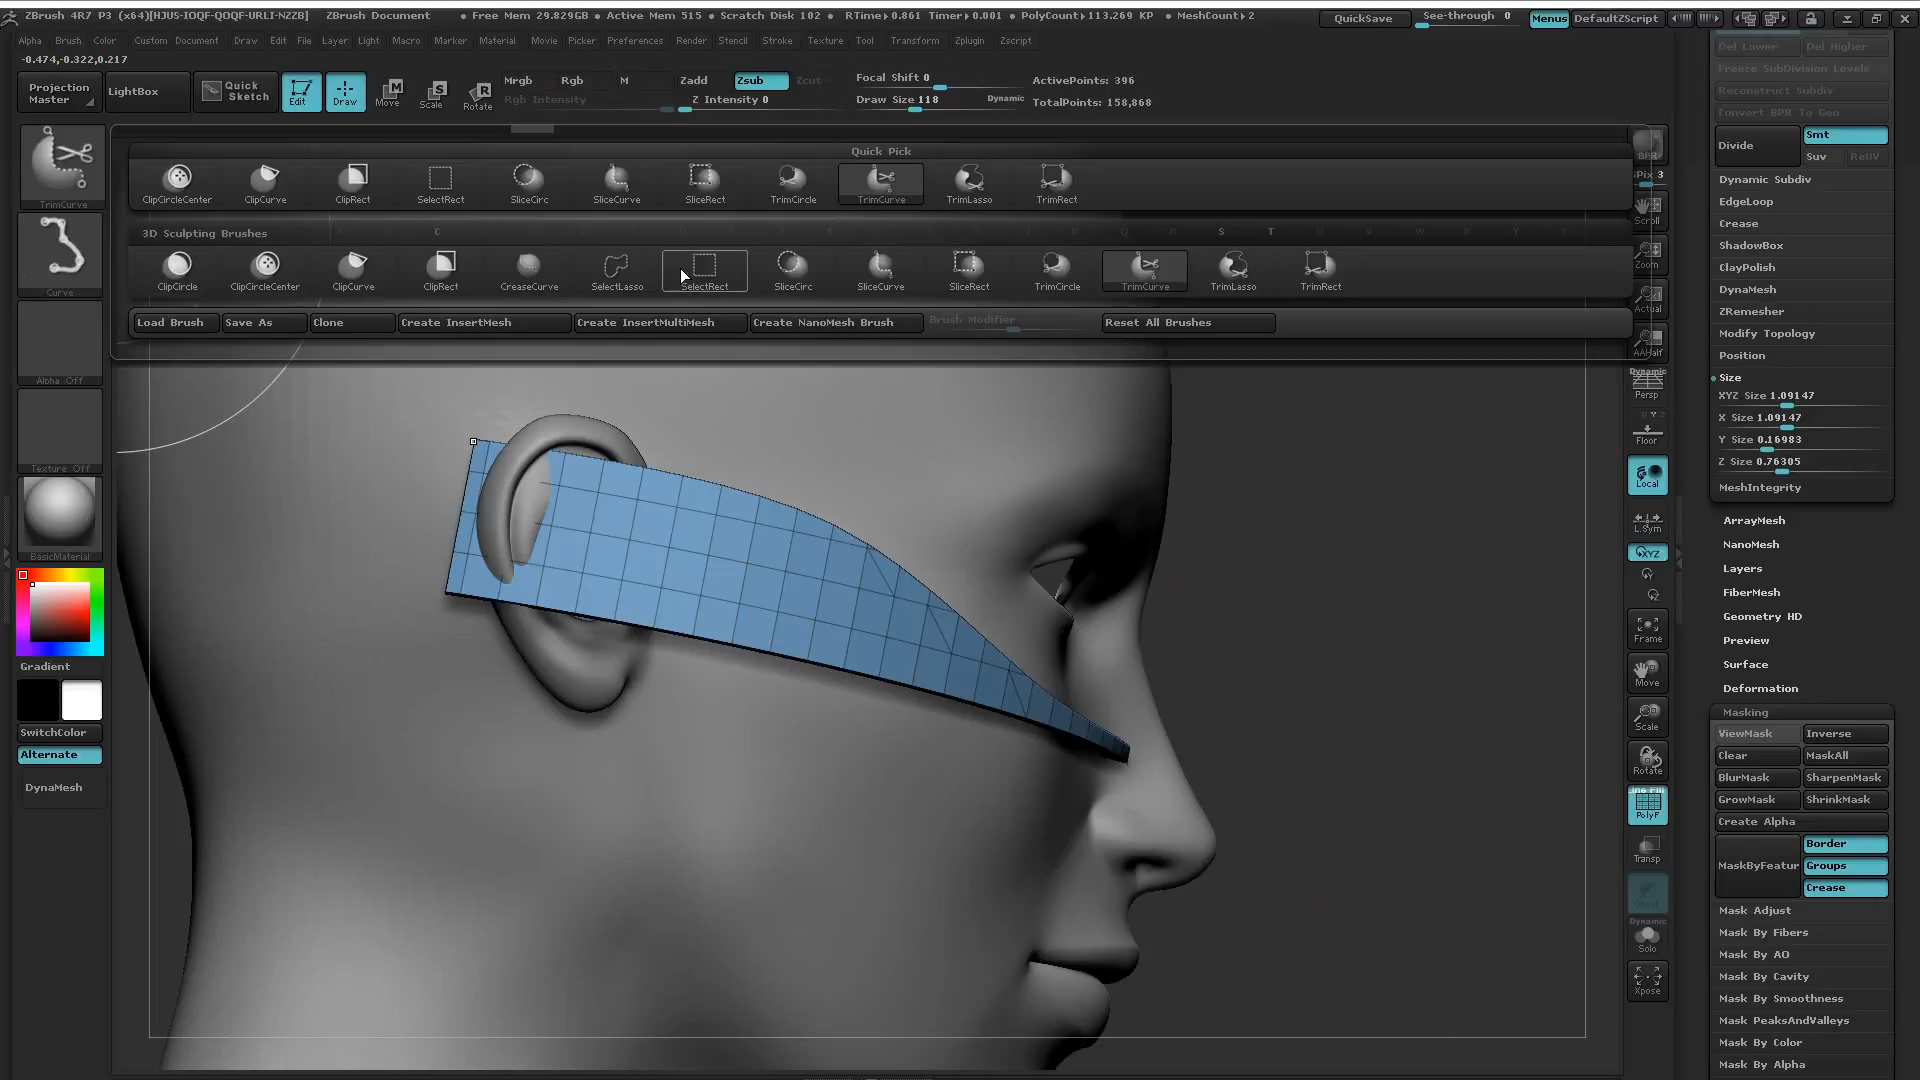 ZBrush 4R7 P3 (x64)[HJUS-IOQF-QOQF-URLI-NZZB] ZBrush Document • Free Mem 29.829GB • Active Mem 515 • Scratch Disk 102 • RTime▸0.861 Timer▸0.001 • PolyCount▸113.269 KP • MeshCount▸2 QuickSave See-through 0 Menus DefaultZScript
Alpha Brush Color Custom Document Draw Edit File Layer Light Macro Marker Material Movie Picker Preferences Render Stencil Stroke Texture Tool Transform Zplugin Zscript
-0.474,-0.322,0.217
Projection Master LightBox Quick Sketch Edit Draw Move Scale Rotate
Mrgb Rgb M Zadd Zsub Zcut Focal Shift 0 ActivePoints: 396
Rgb Intensity Z Intensity 0 Draw Size 118 Dynamic TotalPoints: 158,868
Quick Pick
ClipCircleCenter ClipCurve ClipRect SelectRect SliceCirc SliceCurve SliceRect TrimCircle TrimCurve TrimLasso TrimRect
3D Sculpting Brushes
C S T
ClipCircle ClipCircleCenter ClipCurve ClipRect CreaseCurve SelectLasso SelectRect SliceCirc SliceCurve SliceRect TrimCircle TrimCurve TrimLasso TrimRect
Load Brush Save As Clone Create InsertMesh Create InsertMultiMesh Create NanoMesh Brush Brush Modifier Reset All Brushes
TrimCurve
Curve
Alpha Off
Texture Off
BasicMaterial
Gradient
SwitchColor
Alternate
DynaMesh
BPR
SPix 3
Scroll
Zoom
Actual
AAHalf
Dynamic
Persp
Floor
Local
L.Sym
XYZ
Frame
Move
Scale
Rotate
Line Fill
PolyF
Transp
Dynamic
Solo
Xpose
Del Lower Del Higher
Freeze SubDivision Levels
Reconstruct Subdiv
Convert BPR To Geo
Divide Smt
Suv ReUV
Dynamic Subdiv
EdgeLoop
Crease
ShadowBox
ClayPolish
DynaMesh
ZRemesher
Modify Topology
Position
Size
XYZ Size 1.09147
X Size 1.09147
Y Size 0.16983
Z Size 0.76305
MeshIntegrity
ArrayMesh
NanoMesh
Layers
FiberMesh
Geometry HD
Preview
Surface
Deformation
Masking
ViewMask Inverse
Clear MaskAll
BlurMask SharpenMask
GrowMask ShrinkMask
Create Alpha
MaskByFeatur Border
Groups
Crease
Mask Adjust
Mask By Fibers
Mask By AO
Mask By Cavity
Mask By Smoothness
Mask PeaksAndValleys
Mask By Color
Mask By Alpha